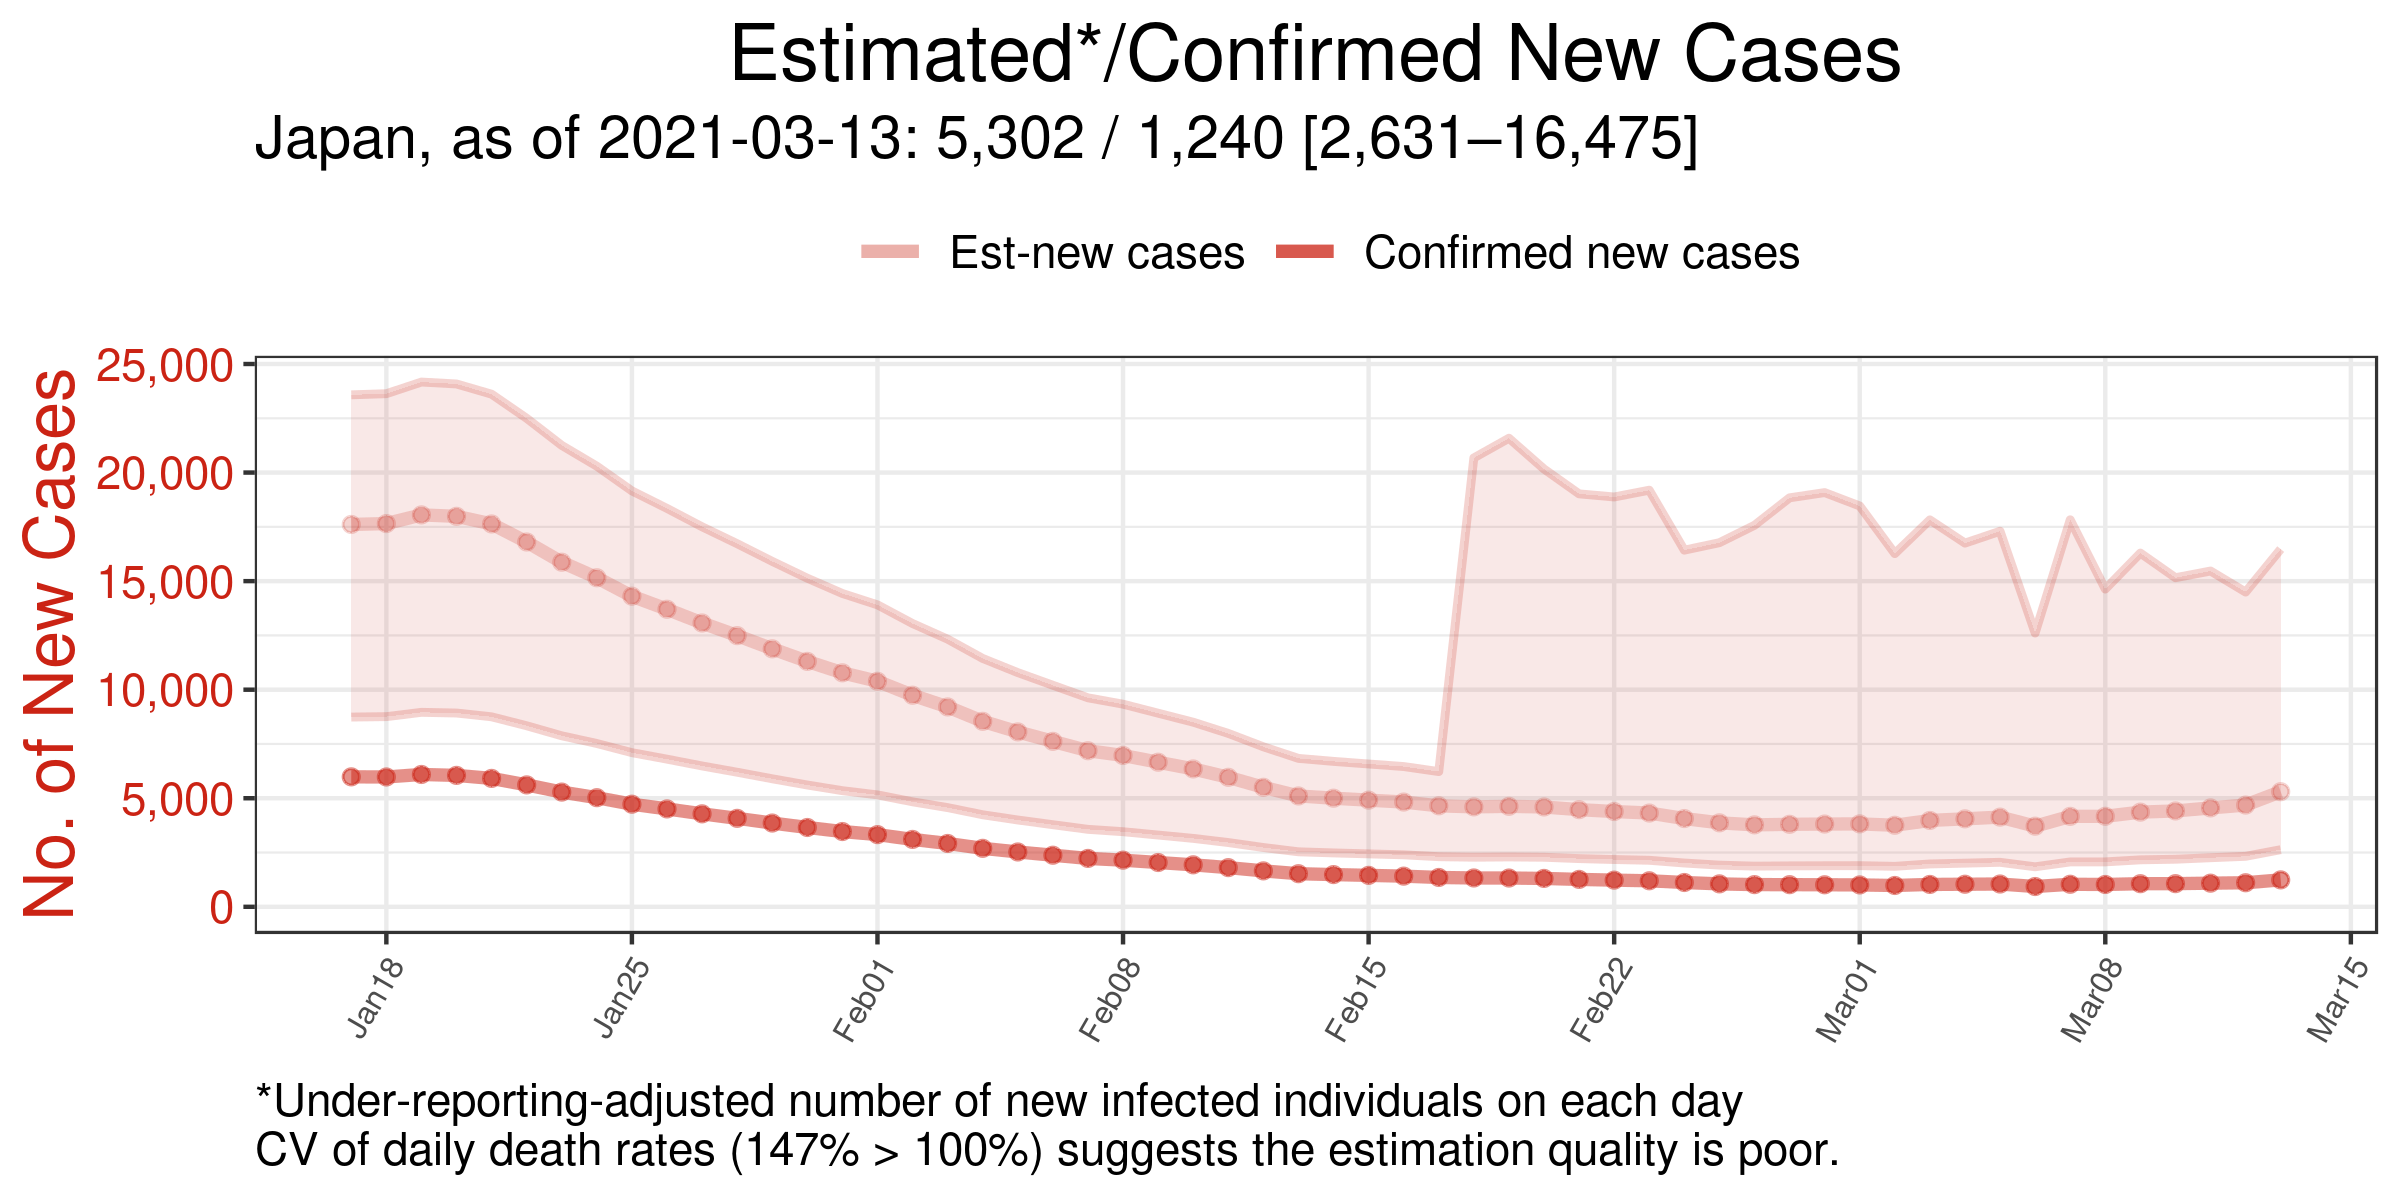 Estimated*/Confirmed New Cases
Japan, as of 2021-03-13: 5,302 / 1,240 [2,631–16,475]
Est-new cases
Confirmed new cases
No. of New Cases
25,000
20,000
15,000
10,000
5,000
0
Jan18
Jan25
Feb01
Feb08
Feb15
Feb22
Mar01
Mar08
Mar15
*Under-reporting-adjusted number of new infected individuals on each day
CV of daily death rates (147% > 100%) suggests the estimation quality is poor.